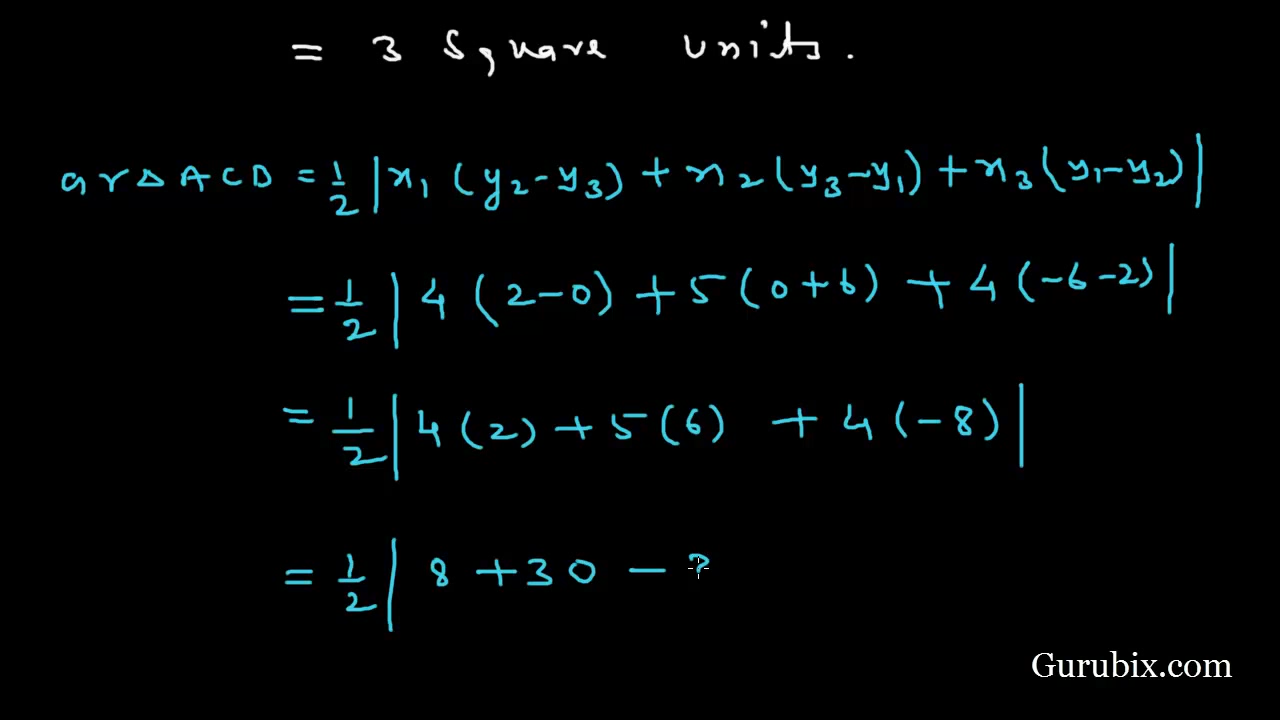 = 3 Square units.
ar△ACD = 1/2 |x₁(y₂-y₃) + x₂(y₃-y₁) + x₃(y₁-y₂)|
= 1/2 |4(2-0) + 5(0+6) + 4(-6-2)|
= 1/2 |4(2) + 5(6) + 4(-8)|
= 1/2 | 8 + 30 -
Gurubix.com